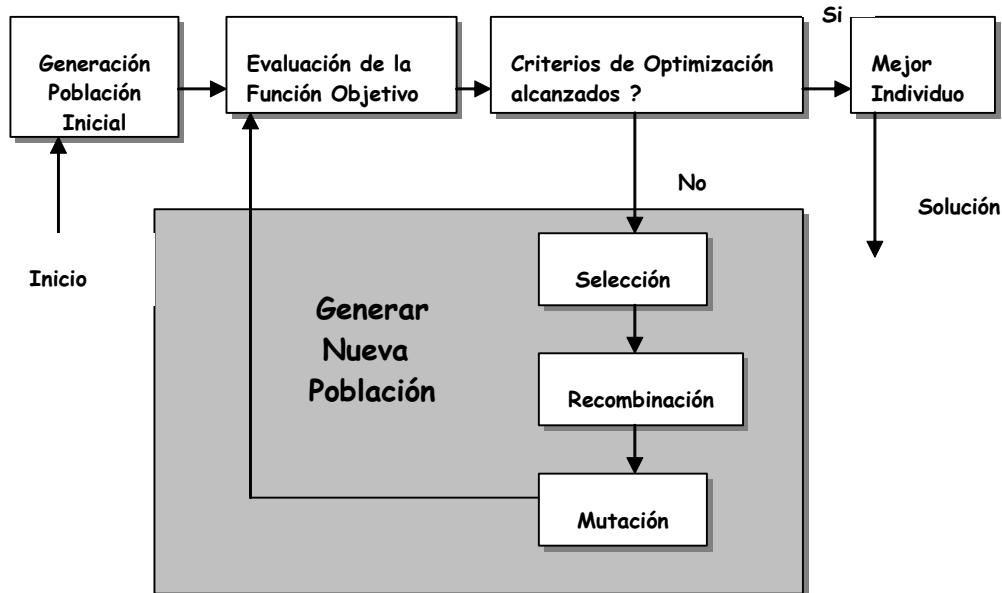 Si
Generación
Población
Inicial
Evaluación de la
Función Objetivo
Criterios de Optimización
alcanzados ?
Mejor
Individuo
No
Solución
Inicio
Selección
Generar
Nueva
Población
Recombinación
Mutación